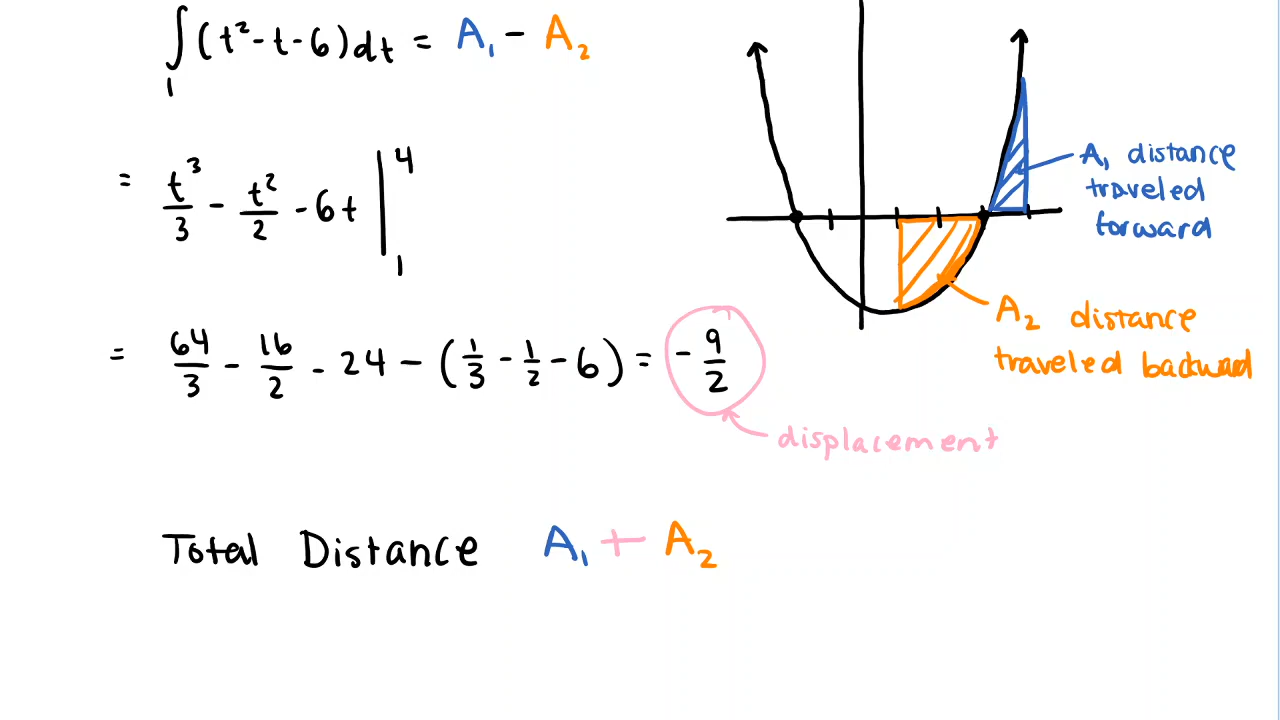 ∫₁ (t²-t-6)dt = A₁ - A₂
= t³/3 - t²/2 - 6t |₁⁴
= 64/3 - 16/2 - 24 - (1/3 - 1/2 - 6) = -9/2
displacement
A₁ distance
traveled
forward
A₂ distance
traveled backward
Total Distance A₁ + A₂